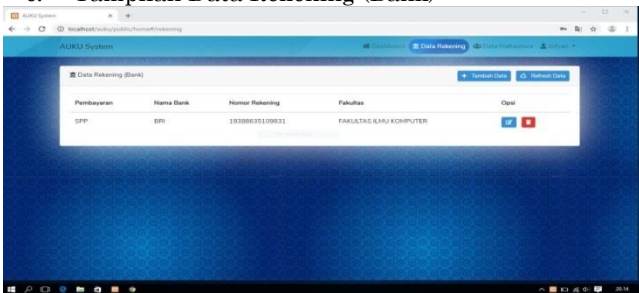 Tampilan Data Rekening (Bank)
AUKU System
localhost/auku/public/home#/rekening
AUKU System
Dashboard Data Rekening Data Mahasiswa sofyan
Data Rekening (Bank)
+ Tambah Data Refresh Data
Pembayaran Nama Bank Nomor Rekening Fakultas Opsi
SPP BRI 19388635109831 FAKULTAS ILMU KOMPUTER
20.14